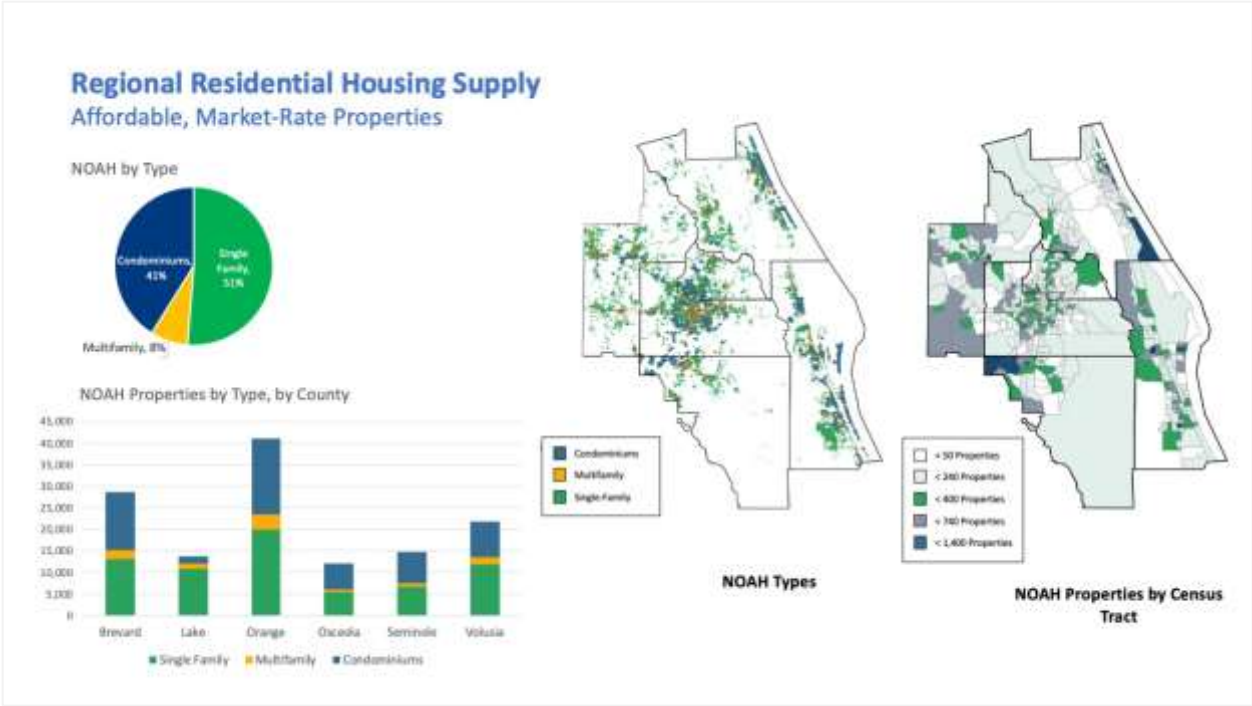 Regional Residential Housing Supply
Affordable, Market-Rate Properties
NOAH by Type
Condominiums,
41%
Single
Family,
51%
Multifamily, 8%
NOAH Properties by Type, by County
45,000
40,000
35,000
30,000
25,000
20,000
15,000
10,000
5,000
0
Brevard Lake Orange Osceola Seminole Volusia
Single Family Multifamily Condominiums
Condominiums
Multifamily
Single Family
NOAH Types
< 50 Properties
< 400 Properties
< 740 Properties
< 1,400 Properties
NOAH Properties by Census
Tract